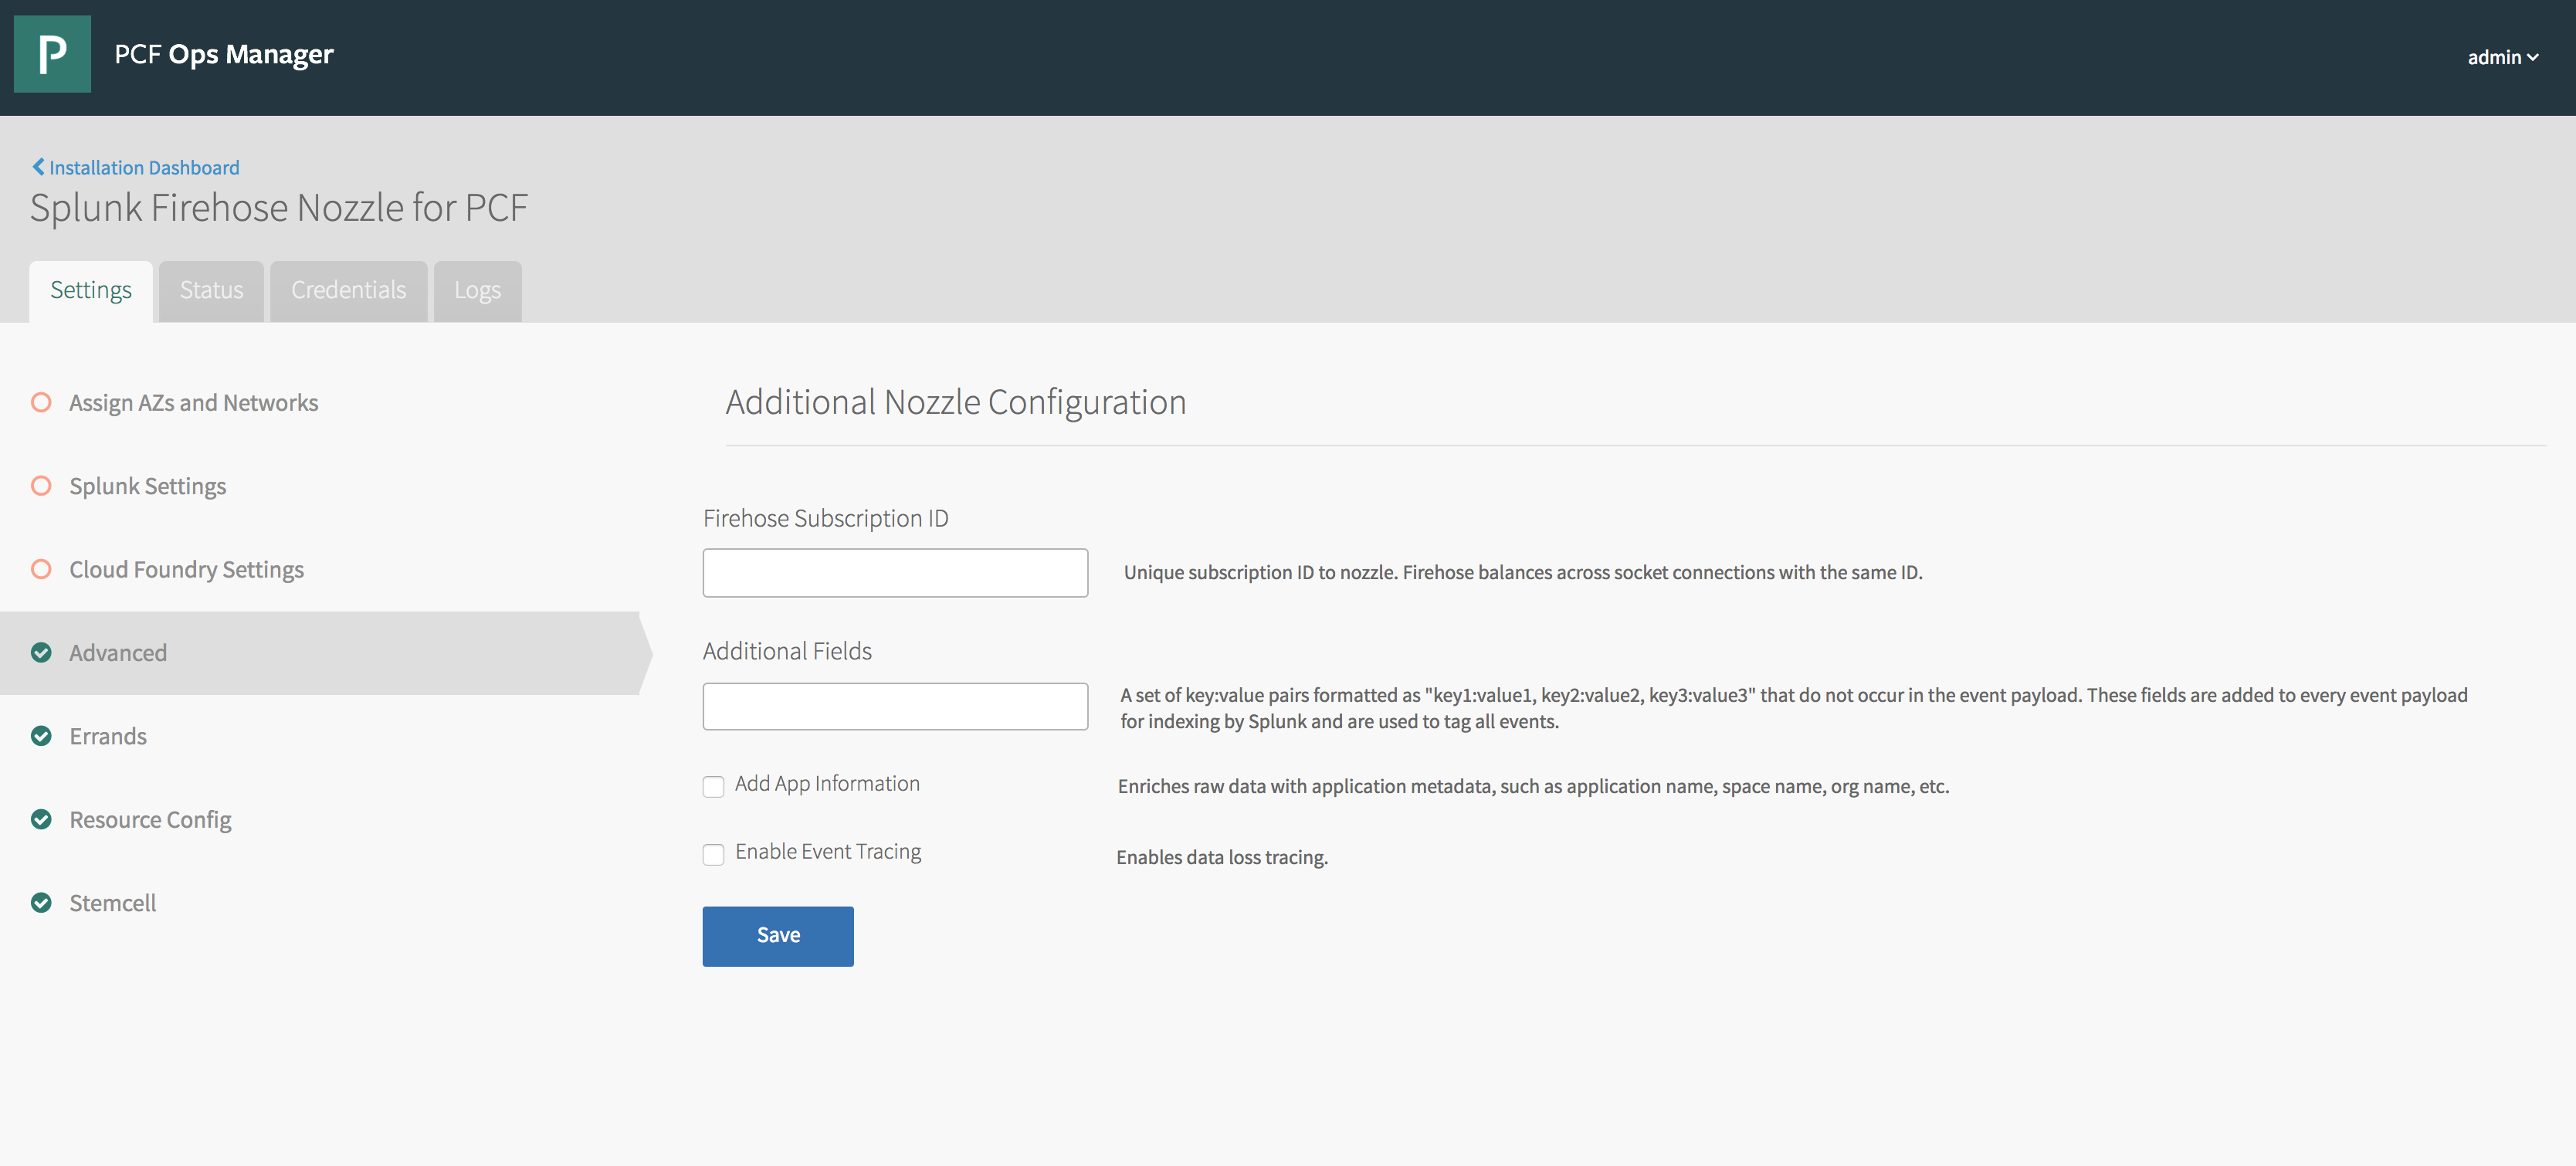 P
PCF Ops Manager
admin
Installation Dashboard
Splunk Firehose Nozzle for PCF
Settings
Status
Credentials
Logs
Assign AZs and Networks
Splunk Settings
Cloud Foundry Settings
Advanced
Errands
Resource Config
Stemcell
Additional Nozzle Configuration
Firehose Subscription ID
Unique subscription ID to nozzle. Firehose balances across socket connections with the same ID.
Additional Fields
A set of key:value pairs formatted as "key1:value1, key2:value2, key3:value3" that do not occur in the event payload. These fields are added to every event payload
for indexing by Splunk and are used to tag all events.
Add App Information
Enriches raw data with application metadata, such as application name, space name, org name, etc.
Enable Event Tracing
Enables data loss tracing.
Save